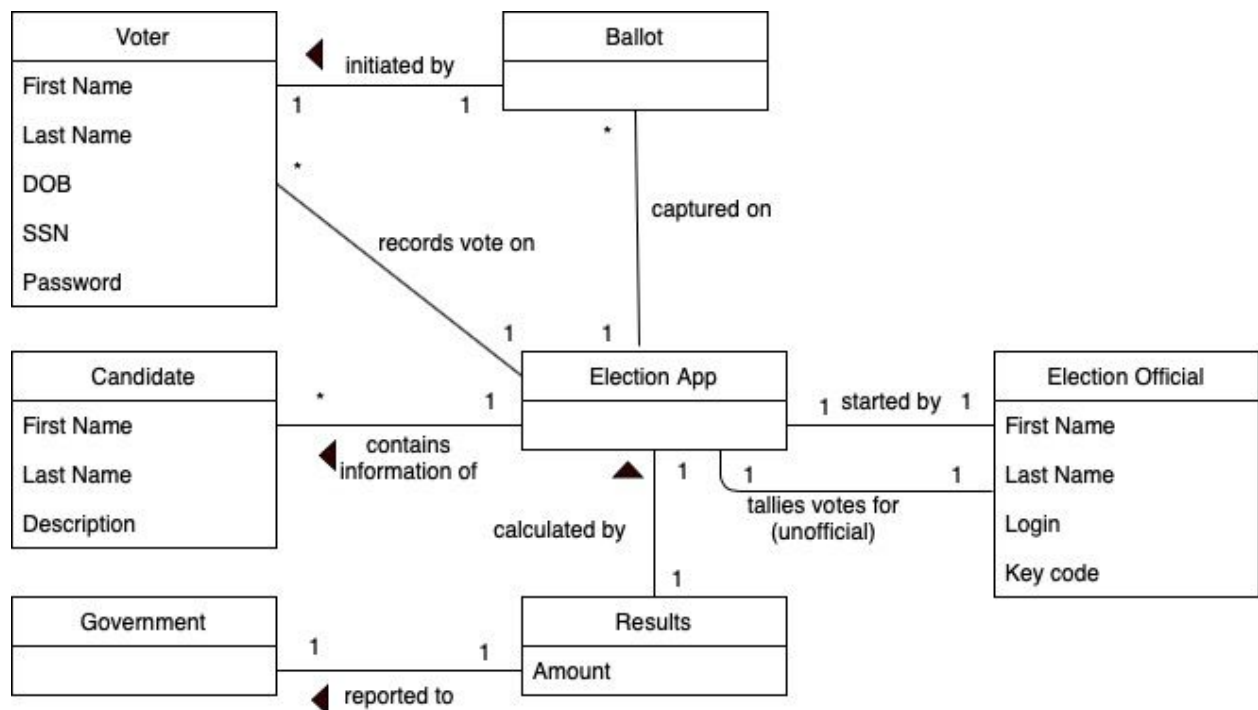 Voter
First Name
Last Name
DOB
SSN
Password
initiated by
1
1
Ballot
*
captured on
1
*
records vote on
1
Candidate
First Name
Last Name
Description
*
1
contains
information of
Election App
1
started by
1
1
1
tallies votes for
(unofficial)
Election Official
First Name
Last Name
Login
Key code
1
calculated by
1
Government
1
1
reported to
Results
Amount